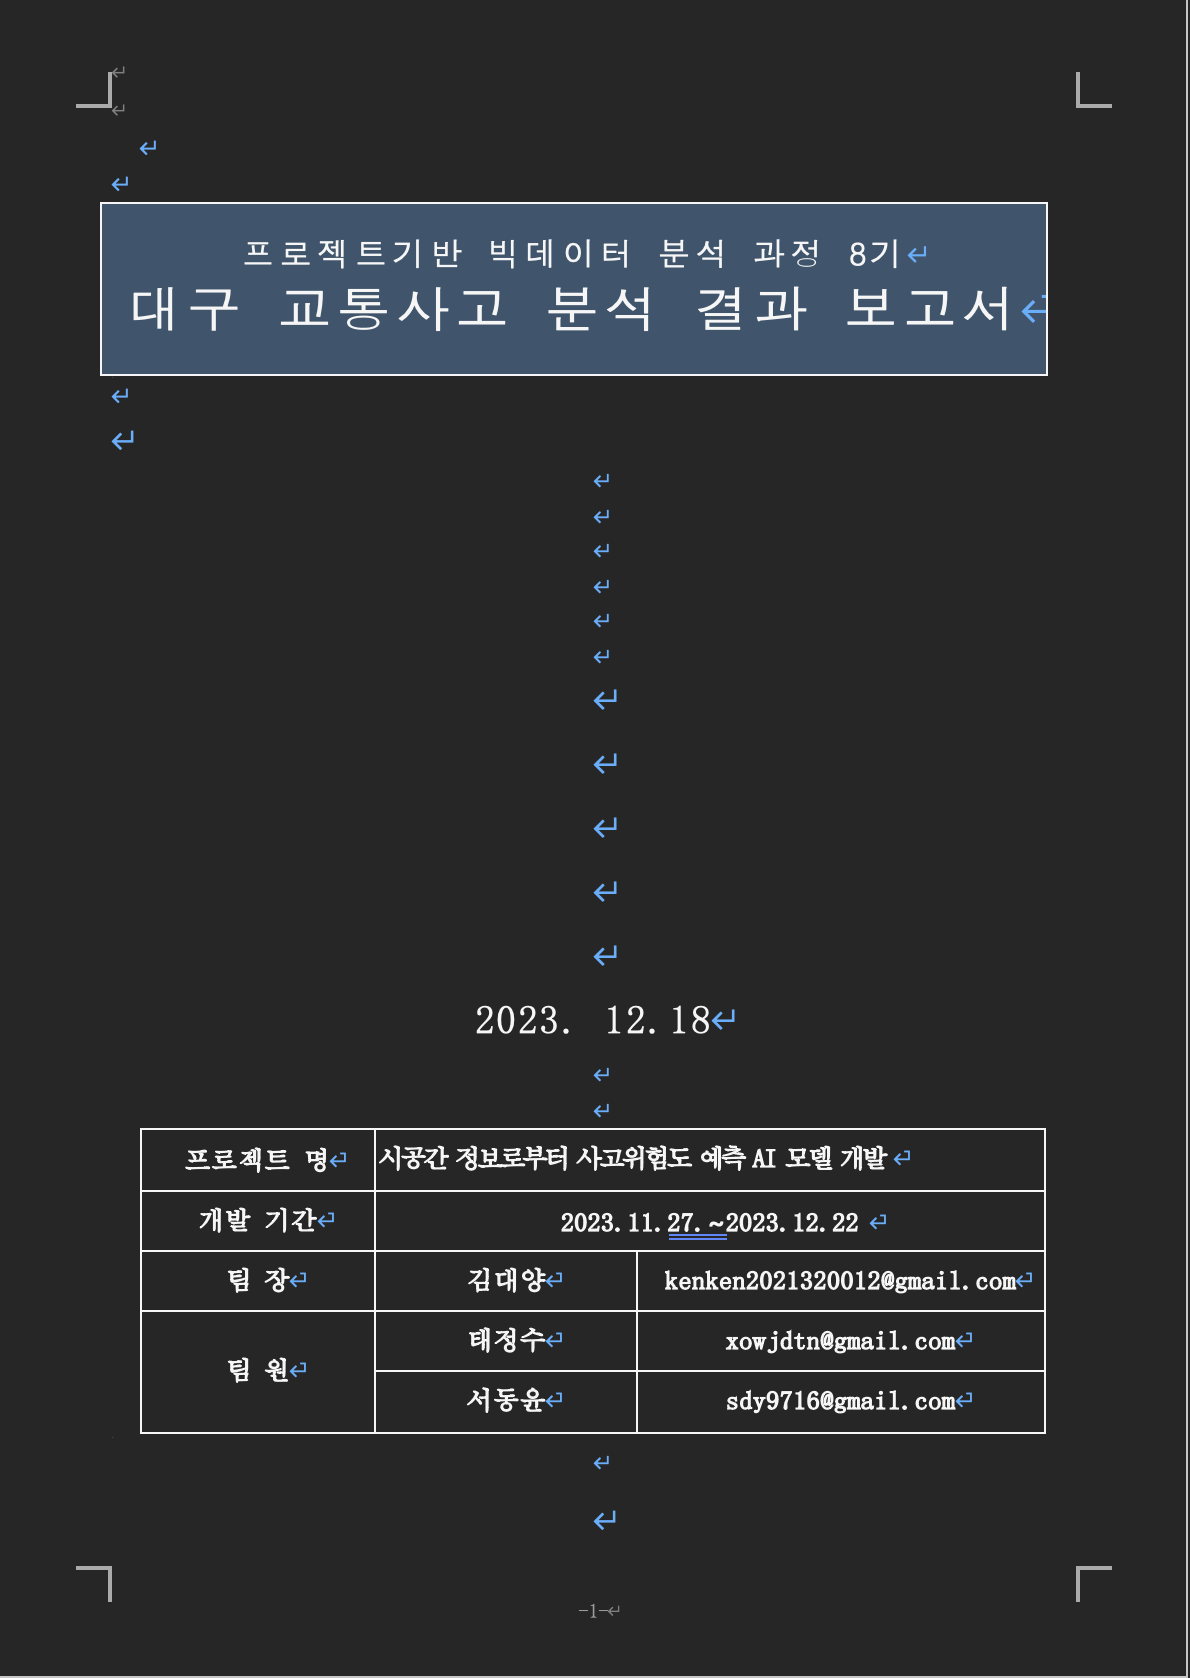 프로젝트기반 빅데이터 분석 과정 8기
대구 교통사고 분석 결과 보고서
2023. 12.18
프로젝트 명 시공간 정보로부터 사고위험도 예측 AI 모델 개발
개발 기간 2023.11.27.~2023.12.22
팀 장 김대양 kenken2021320012@gmail.com
팀 원 태정수 xowjdtn@gmail.com
서동윤 sdy9716@gmail.com
-1-